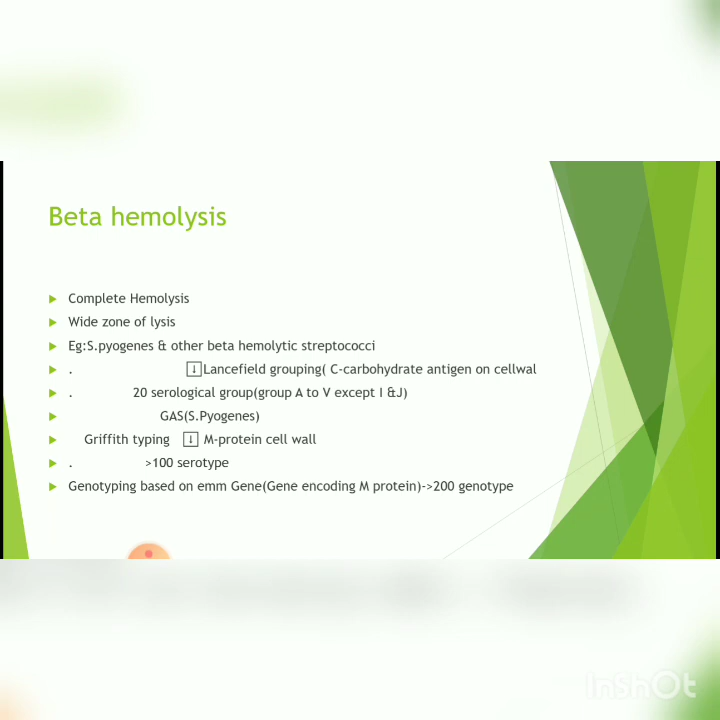 Beta hemolysis
Complete Hemolysis
Wide zone of lysis
Eg:S.pyogenes & other beta hemolytic streptococci
. ↓Lancefield grouping( C-carbohydrate antigen on cellwal
. 20 serological group(group A to V except I &J)
GAS(S.Pyogenes)
Griffith typing ↓ M-protein cell wall
. >100 serotype
Genotyping based on emm Gene(Gene encoding M protein)->200 genotype
InShOt